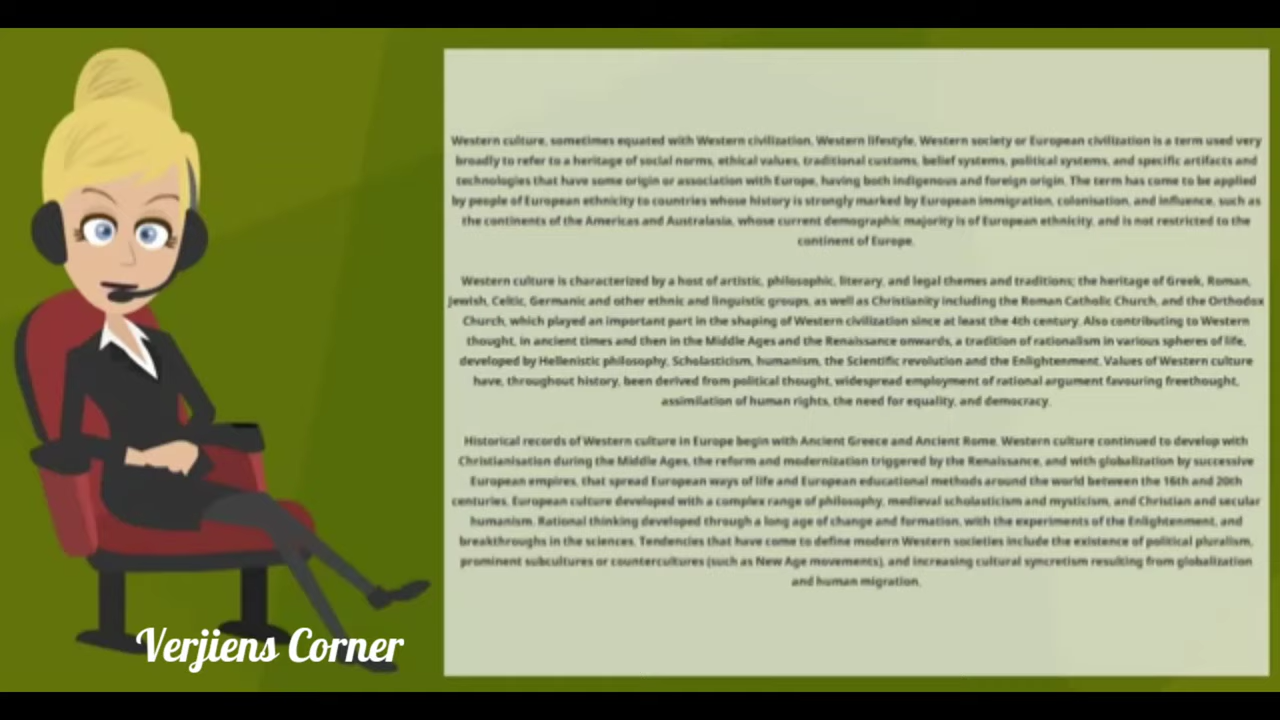 Western culture, sometimes equated with Western civilization, Western lifestyle, Western society or European civilization is a term used very
broadly to refer to a heritage of social norms, ethical values, traditional customs, belief systems, political systems, and specific artifacts and
technologies that have some origin or association with Europe, having both indigenous and foreign origin. The term has come to be applied
by people of European ethnicity to countries whose history is strongly marked by European immigration, colonisation, and influence, such as
the continents of the Americas and Australasia, whose current demographic majority is of European ethnicity, and is not restricted to the
continent of Europe.
Western culture is characterized by a host of artistic, philosophic, literary, and legal themes and traditions; the heritage of Greek, Roman,
Jewish, Celtic, Germanic and other ethnic and linguistic groups, as well as Christianity including the Roman Catholic Church, and the Orthodox
Church, which played an important part in the shaping of Western civilization since at least the 4th century. Also contributing to Western
thought, in ancient times and then in the Middle Ages and the Renaissance onwards, a tradition of rationalism in various spheres of life,
developed by Hellenistic philosophy, Scholasticism, humanism, the Scientific revolution and the Enlightenment. Values of Western culture
have, throughout history, been derived from political thought, widespread employment of rational argument favouring freethought,
assimilation of human rights, the need for equality, and democracy.
Historical records of Western culture in Europe begin with Ancient Greece and Ancient Rome. Western culture continued to develop with
Christianisation during the Middle Ages, the reform and modernization triggered by the Renaissance, and with globalization by successive
European empires, that spread European ways of life and European educational methods around the world between the 16th and 20th
centuries. European culture developed with a complex range of philosophy, medieval scholasticism and mysticism, and Christian and secular
humanism. Rational thinking developed through a long age of change and formation, with the experiments of the Enlightenment, and
breakthroughs in the sciences. Tendencies that have come to define modern Western societies include the existence of political pluralism,
prominent subcultures or countercultures (such as New Age movements), and increasing cultural syncretism resulting from globalization
and human migration.
Verjiens Corner